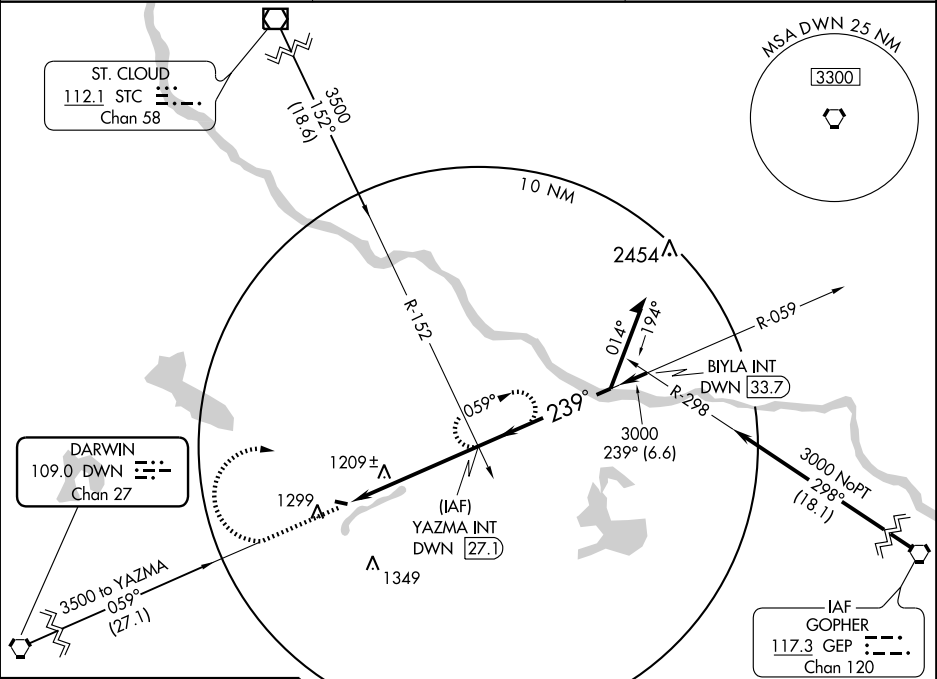 MSA DWN 25 NM
3300
ST. CLOUD
112.1 STC
Chan 58
3500
152°
(18.6)
10 NM
2454
R-152
R-059
014°
194°
BIYLA INT
DWN 33.7
R-298
059°
239°
3000
239° (6.6)
3000 NoPT
298°
(18.1)
DARWIN
109.0 DWN
Chan 27
1209±
1299
(IAF)
YAZMA INT
DWN 27.1
1349
3500 to YAZMA
059°
(27.1)
IAF
GOPHER
117.3 GEP
Chan 120